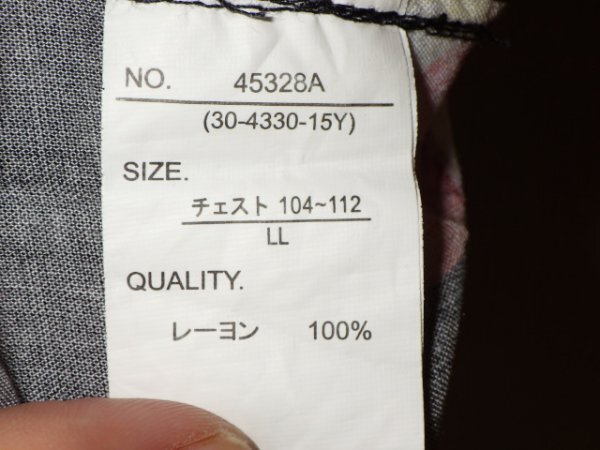 NO. 45328A
(30-4330-15Y)
SIZE.
チェスト 104~112
LL
QUALITY.
レーヨン 100%